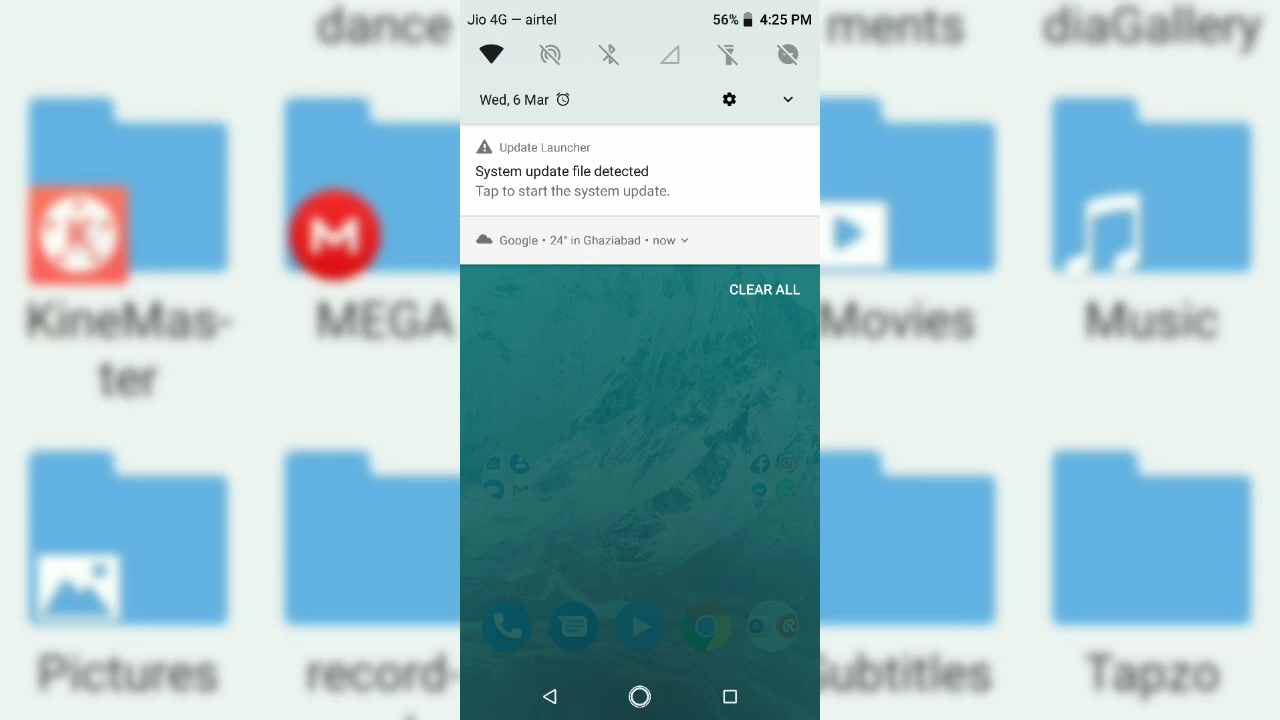 dance
ments
diaGallery
Jio 4G — airtel
56%
4:25 PM
Wed, 6 Mar
Update Launcher
System update file detected
Tap to start the system update.
Google • 24° in Ghaziabad • now
CLEAR ALL
KineMas-
ter
MEGA
Movies
Music
Pictures
record-
Subtitles
Tapzo